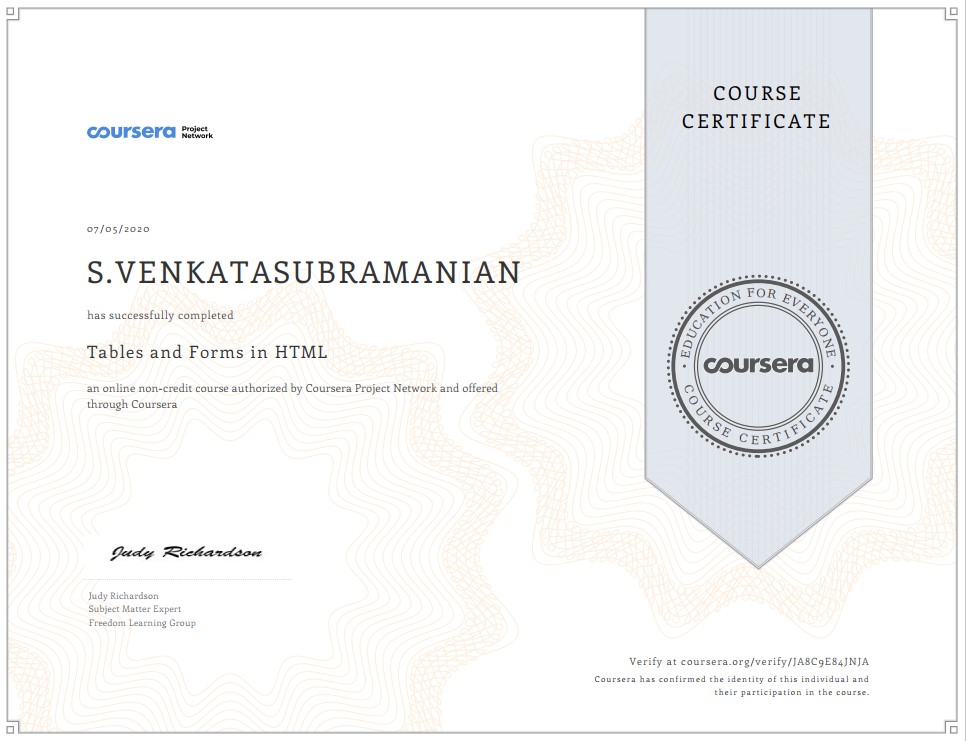 COURSE
CERTIFICATE
coursera Project
Network
07/05/2020
S.VENKATASUBRAMANIAN
has successfully completed
Tables and Forms in HTML
an online non-credit course authorized by Coursera Project Network and offered
through Coursera
EDUCATION FOR EVERYONE
coursera
COURSE CERTIFICATE
Judy Richardson
Judy Richardson
Subject Matter Expert
Freedom Learning Group
Verify at coursera.org/verify/JA8C9E84JNJA
Coursera has confirmed the identity of this individual and
their participation in the course.